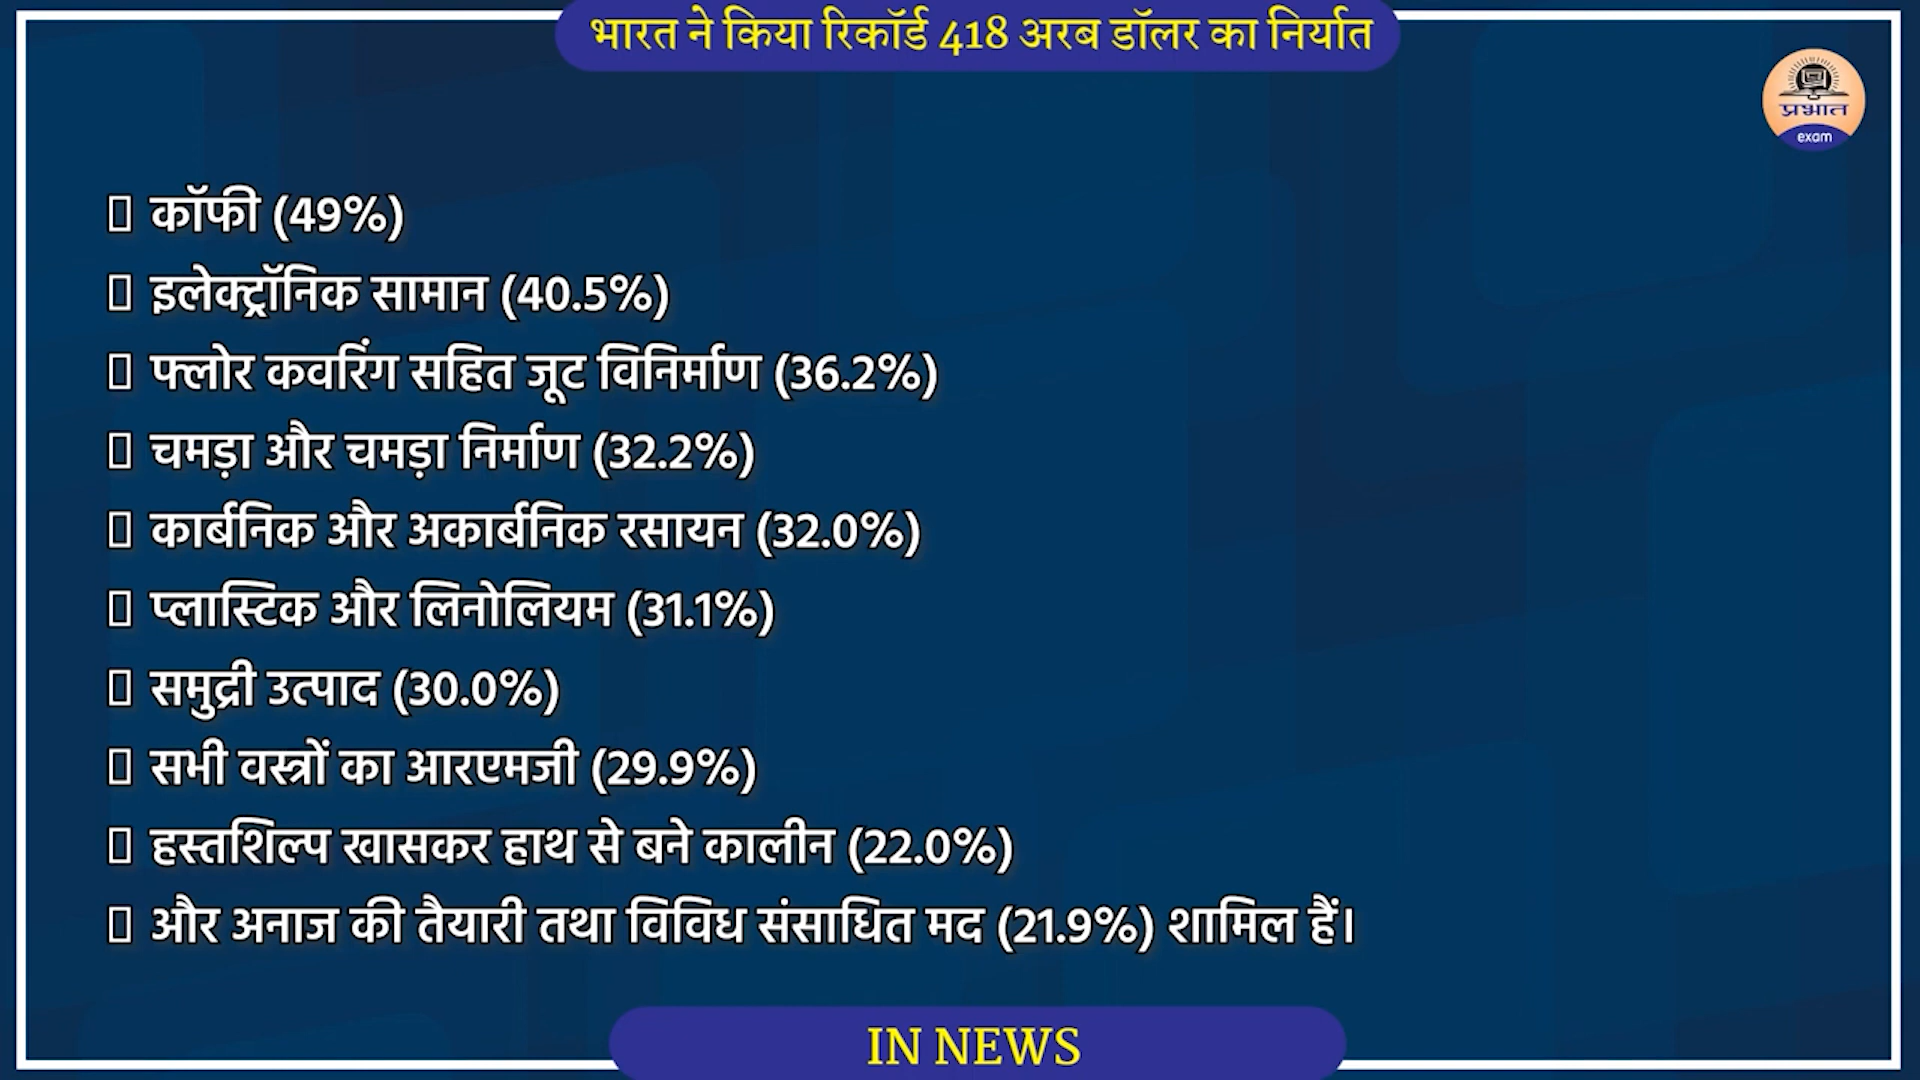 भारत ने किया रिकॉर्ड 418 अरब डॉलर का निर्यात
प्रभात
exam
कॉफी (49%)
इलेक्ट्रॉनिक सामान (40.5%)
फ्लोर कवरिंग सहित जूट विनिर्माण (36.2%)
चमड़ा और चमड़ा निर्माण (32.2%)
कार्बनिक और अकार्बनिक रसायन (32.0%)
प्लास्टिक और लिनोलियम (31.1%)
समुद्री उत्पाद (30.0%)
सभी वस्त्रों का आरएमजी (29.9%)
हस्तशिल्प खासकर हाथ से बने कालीन (22.0%)
और अनाज की तैयारी तथा विविध संसाधित मद (21.9%) शामिल हैं।
IN NEWS